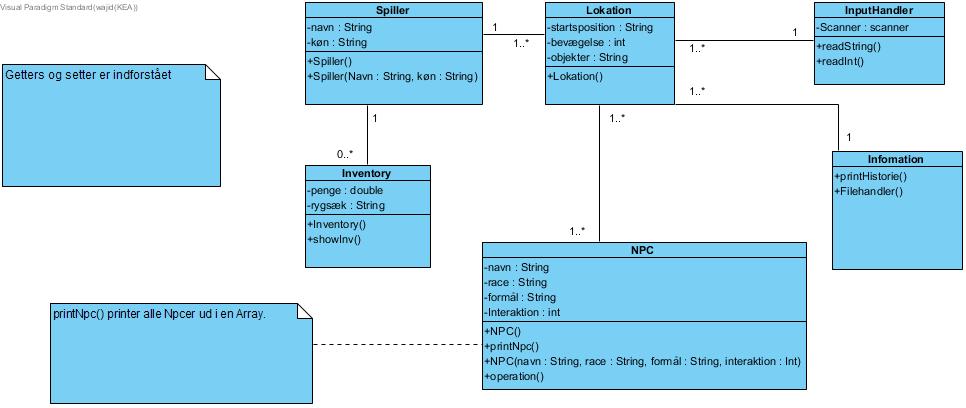 Visual Paradigm Standard(wajid(KEA))
Spiller
-navn : String
-køn : String
+Spiller()
+Spiller(Navn : String, køn : String)
1
1..*
Lokation
-startsposition : String
-bevægelse : int
-objekter : String
+Lokation()
1
1..*
InputHandler
-Scanner : scanner
+readString()
+readInt()
Getters og setter er indforstået
1
0..*
1..*
1..*
1
Inventory
-penge : double
-rygsæk : String
+Inventory()
+showInv()
Infomation
+printHistorie()
+Filehandler()
1..*
NPC
-navn : String
-race : String
-formål : String
-Interaktion : int
+NPC()
+printNpc()
+NPC(navn : String, race : String, formål : String, interaktion : Int)
+operation()
printNpc() printer alle Npcer ud i en Array.